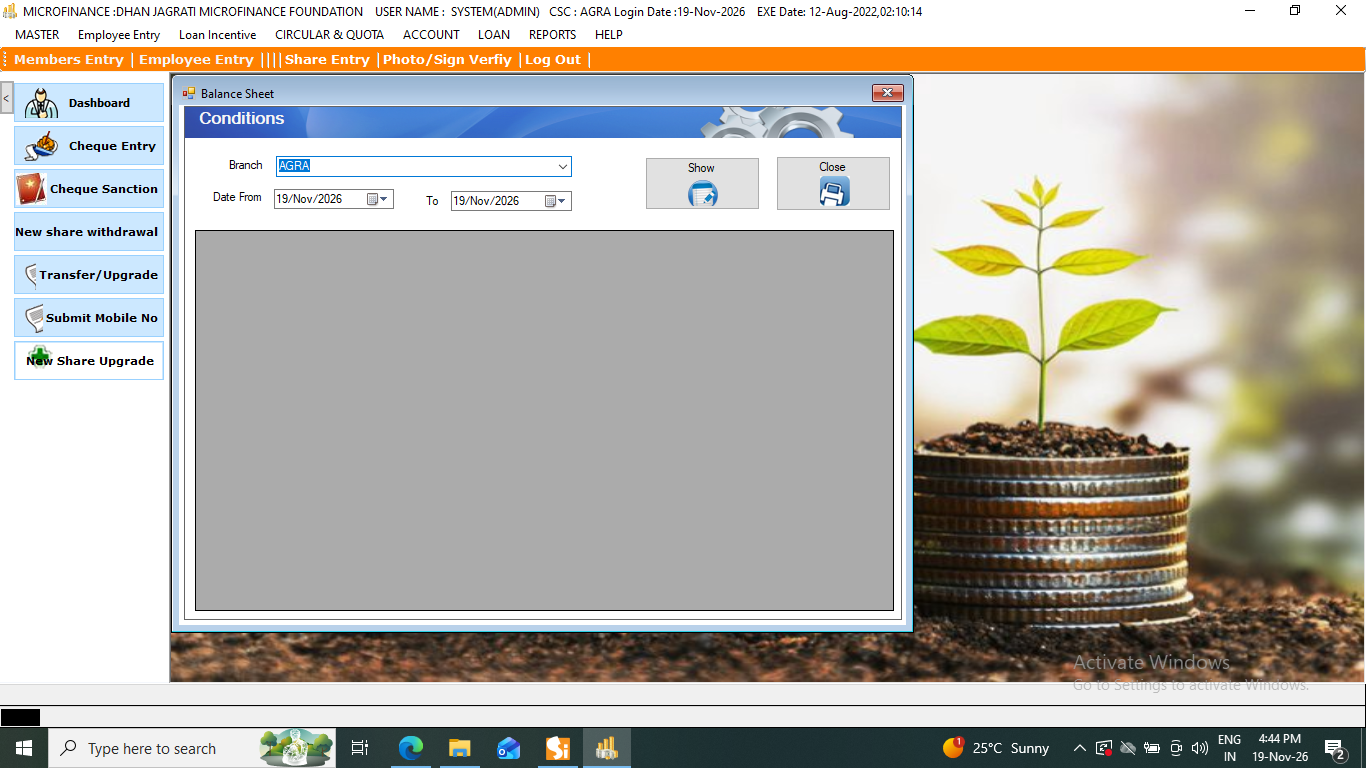 MICROFINANCE :DHAN JAGRATI MICROFINANCE FOUNDATION USER NAME : SYSTEM(ADMIN) CSC : AGRA Login Date :19-Nov-2026 EXE Date: 12-Aug-2022,02:10:14
MASTER Employee Entry Loan Incentive CIRCULAR & QUOTA ACCOUNT LOAN REPORTS HELP
Members Entry | Employee Entry ||||Share Entry |Photo/Sign Verfiy |Log Out |
<
Dashboard
Cheque Entry
Cheque Sanction
New share withdrawal
Transfer/Upgrade
Submit Mobile No
New Share Upgrade
Balance Sheet
Conditions
Branch AGRA
Show
Close
Date From 19/Nov/2026 To 19/Nov/2026
Activate Windows
Go to Settings to activate Windows.
Type here to search
1
25°C Sunny
ENG
IN
4:44 PM
19-Nov-26
2